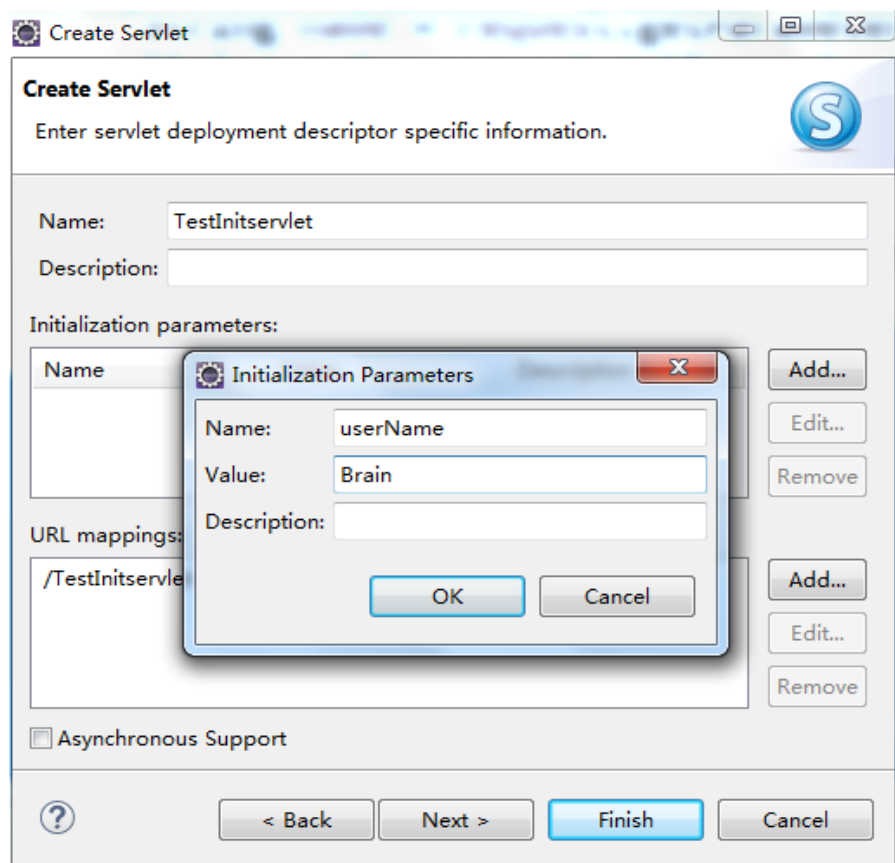 Create Servlet
Create Servlet
Enter servlet deployment descriptor specific information.
Name: TestInitservlet
Description:
Initialization parameters:
Name
Add...
Edit...
Remove
Initialization Parameters
Name: userName
Value: Brain
Description:
OK Cancel
URL mappings:
/TestInitservle
Add...
Edit...
Remove
Asynchronous Support
< Back Next > Finish Cancel